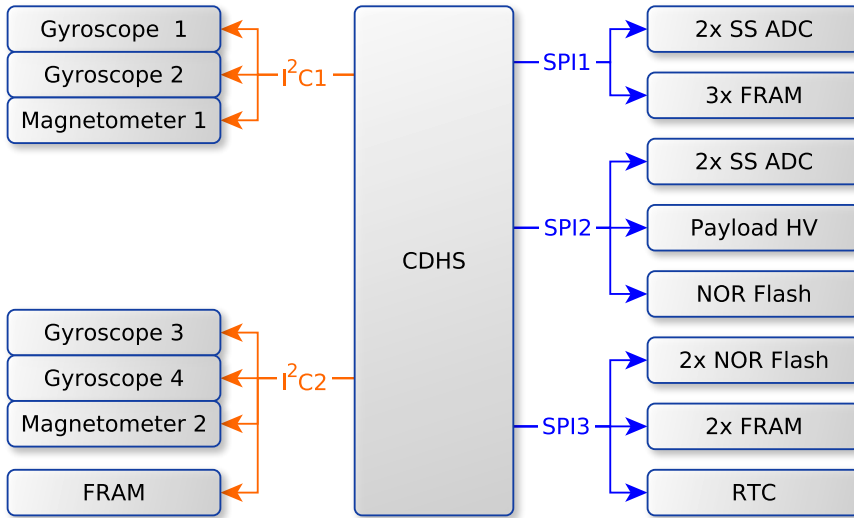 Gyroscope 1
Gyroscope 2
Magnetometer 1
I²C1
Gyroscope 3
Gyroscope 4
Magnetometer 2
FRAM
I²C2
CDHS
SPI1
2x SS ADC
3x FRAM
SPI2
2x SS ADC
Payload HV
NOR Flash
SPI3
2x NOR Flash
2x FRAM
RTC